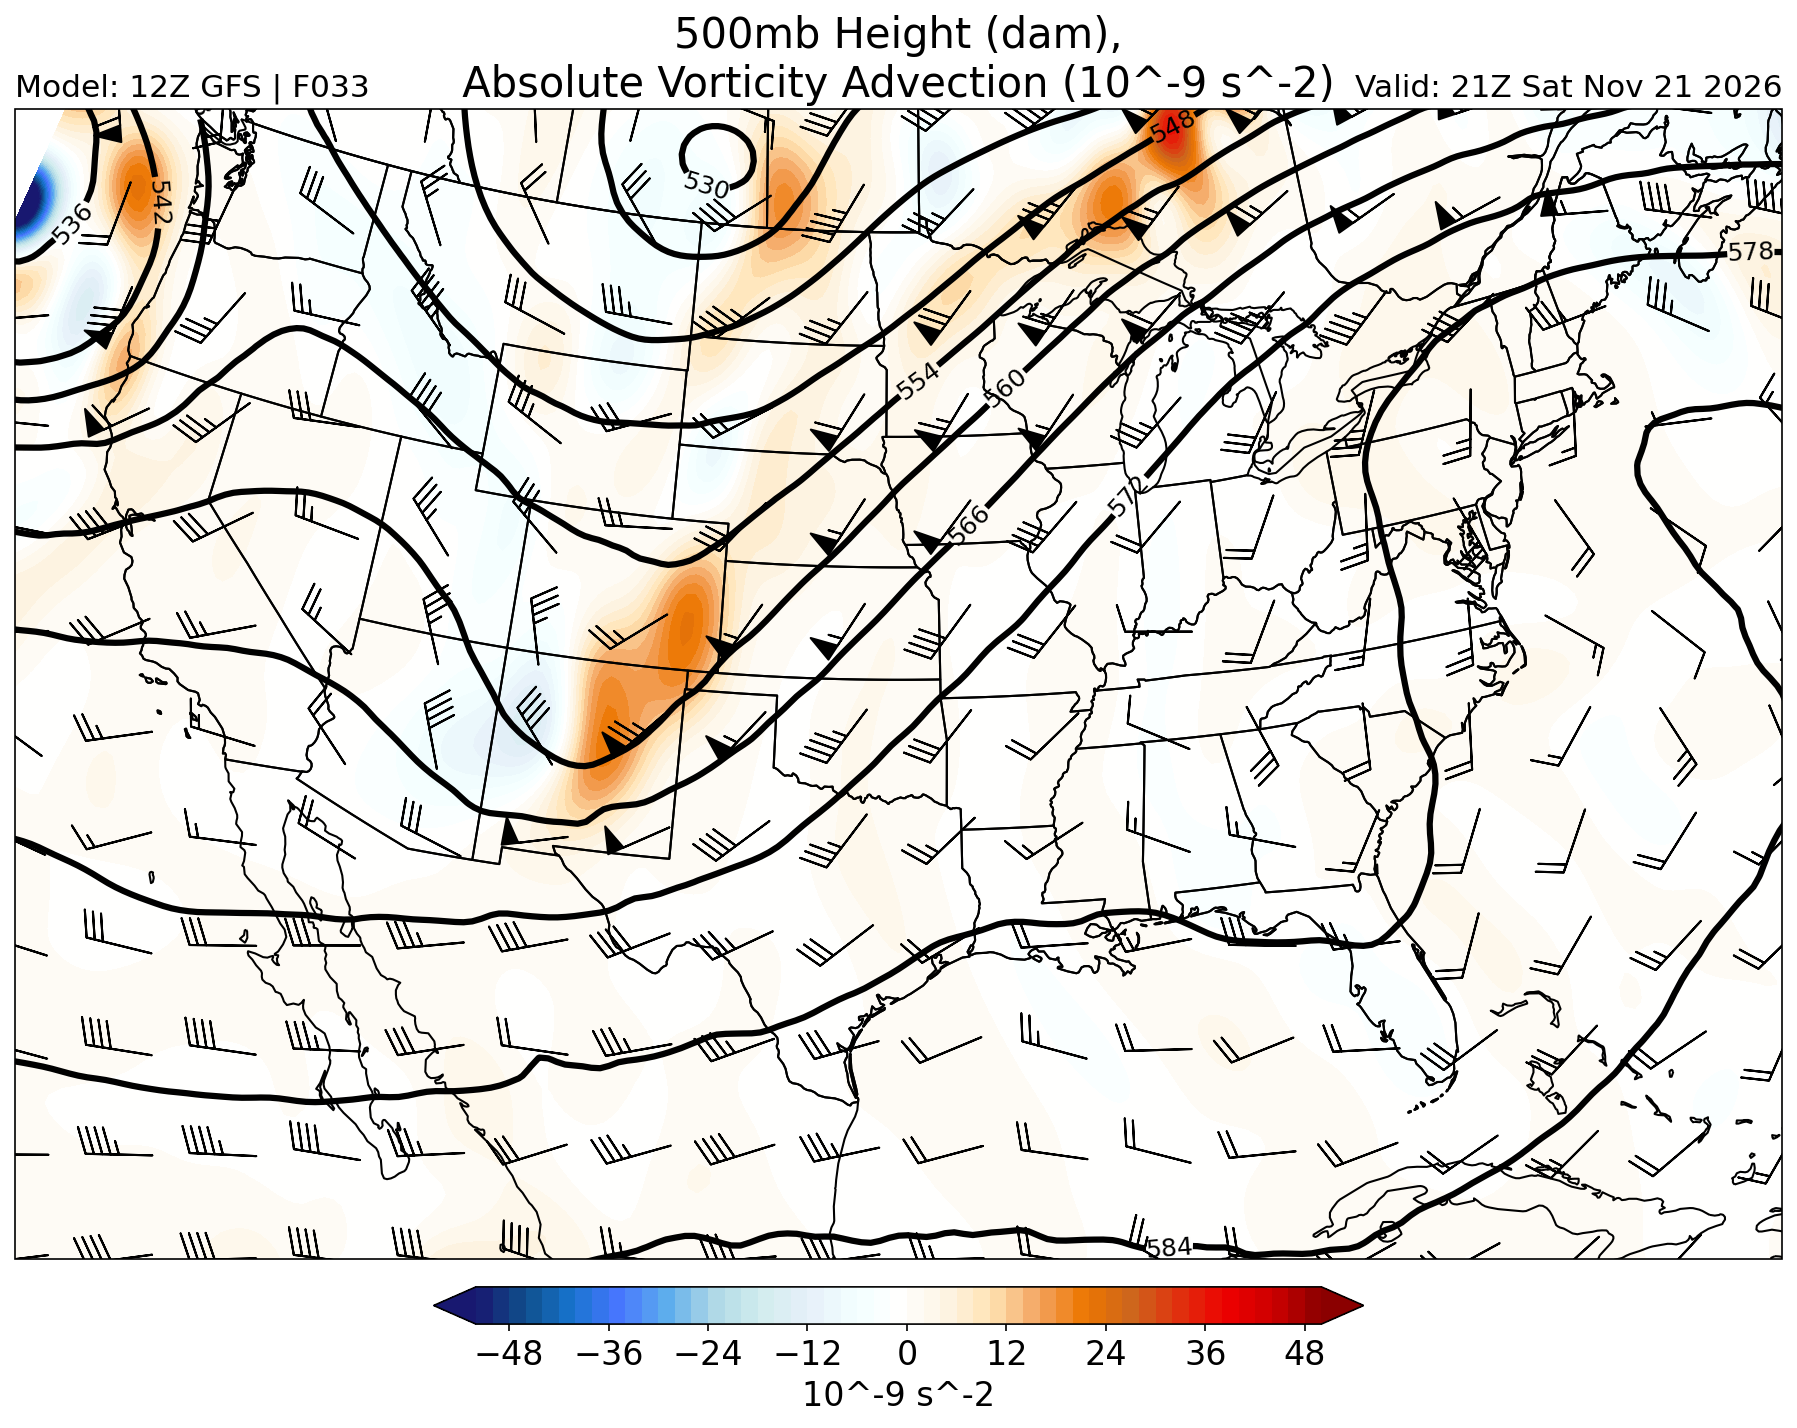 500mb Height (dam),
Model: 12Z GFS | F033
Absolute Vorticity Advection (10^-9 s^-2)
Valid: 21Z Sat Nov 21 2026
548
530
542
536
578
554
560
572
566
584
−48 −36 −24 −12 0 12 24 36 48
10^-9 s^-2